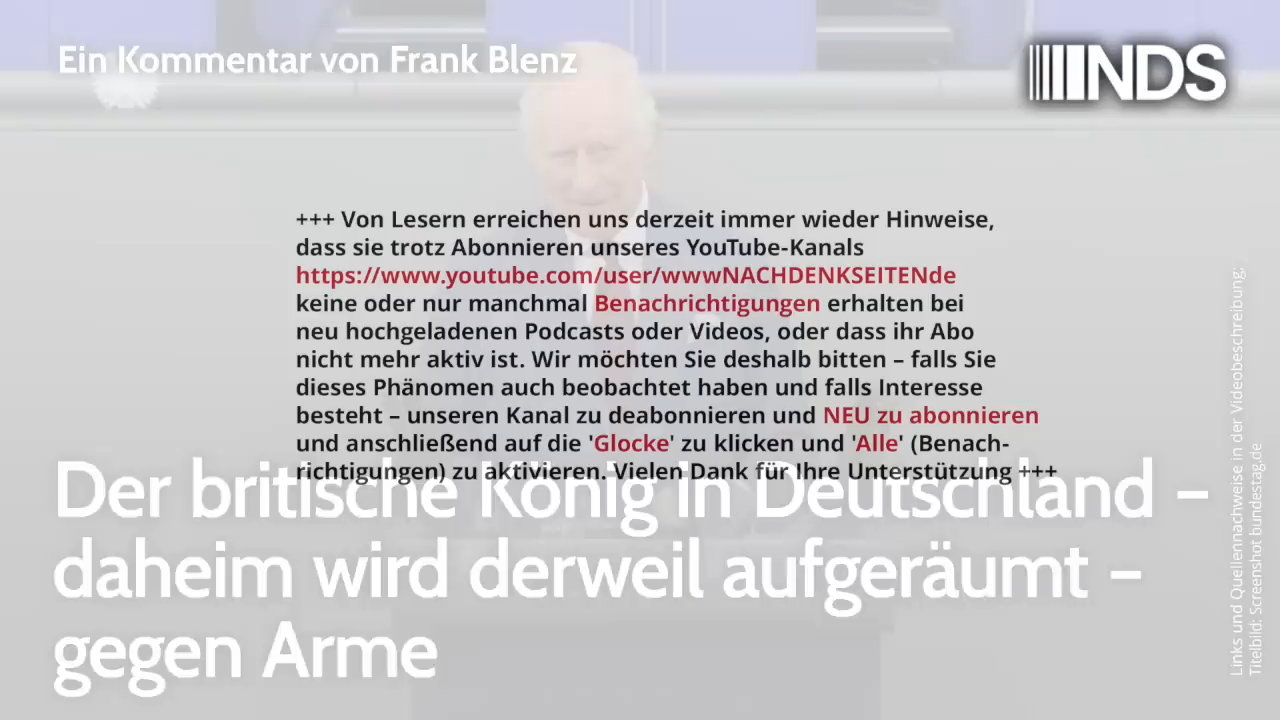 Ein Kommentar von Frank Blenz
NDS
+++ Von Lesern erreichen uns derzeit immer wieder Hinweise,
dass sie trotz Abonnieren unseres YouTube-Kanals
https://www.youtube.com/user/wwwNACHDENKSEITENde
keine oder nur manchmal Benachrichtigungen erhalten bei
neu hochgeladenen Podcasts oder Videos, oder dass ihr Abo
nicht mehr aktiv ist. Wir möchten Sie deshalb bitten – falls Sie
dieses Phänomen auch beobachtet haben und falls Interesse
besteht – unseren Kanal zu deabonnieren und NEU zu abonnieren
und anschließend auf die 'Glocke' zu klicken und 'Alle' (Benach-
richtigungen) zu aktivieren. Vielen Dank für Ihre Unterstützung +++
Der britische König in Deutschland –
daheim wird derweil aufgeräumt –
gegen Arme
Links und Quellennachweise in der Videobeschreibung;
Titelbild: Screenshot bundestag.de